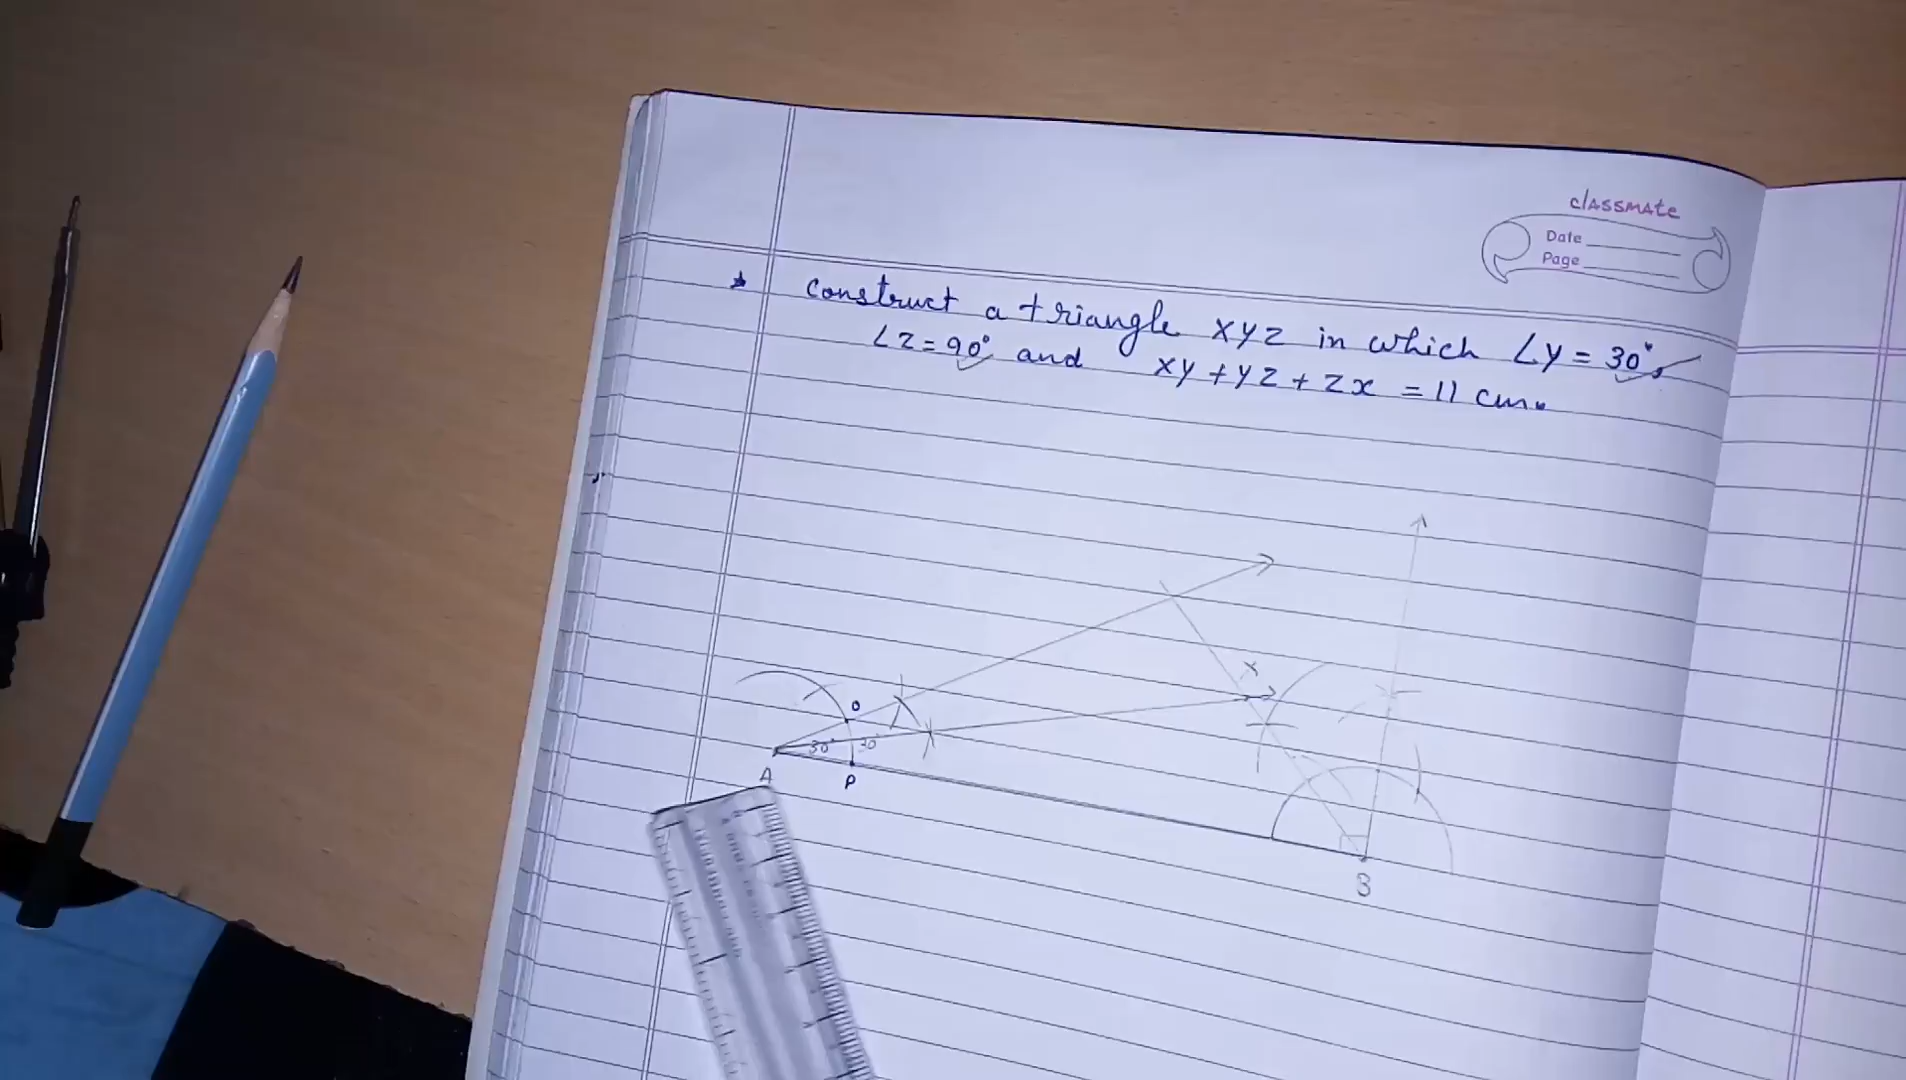 classmate
Date
Page
construct a triangle XYZ in which ∠Y = 30°,
∠Z = 90° and XY + YZ + ZX = 11 cm.
X
O
30° 30°
A
P
B